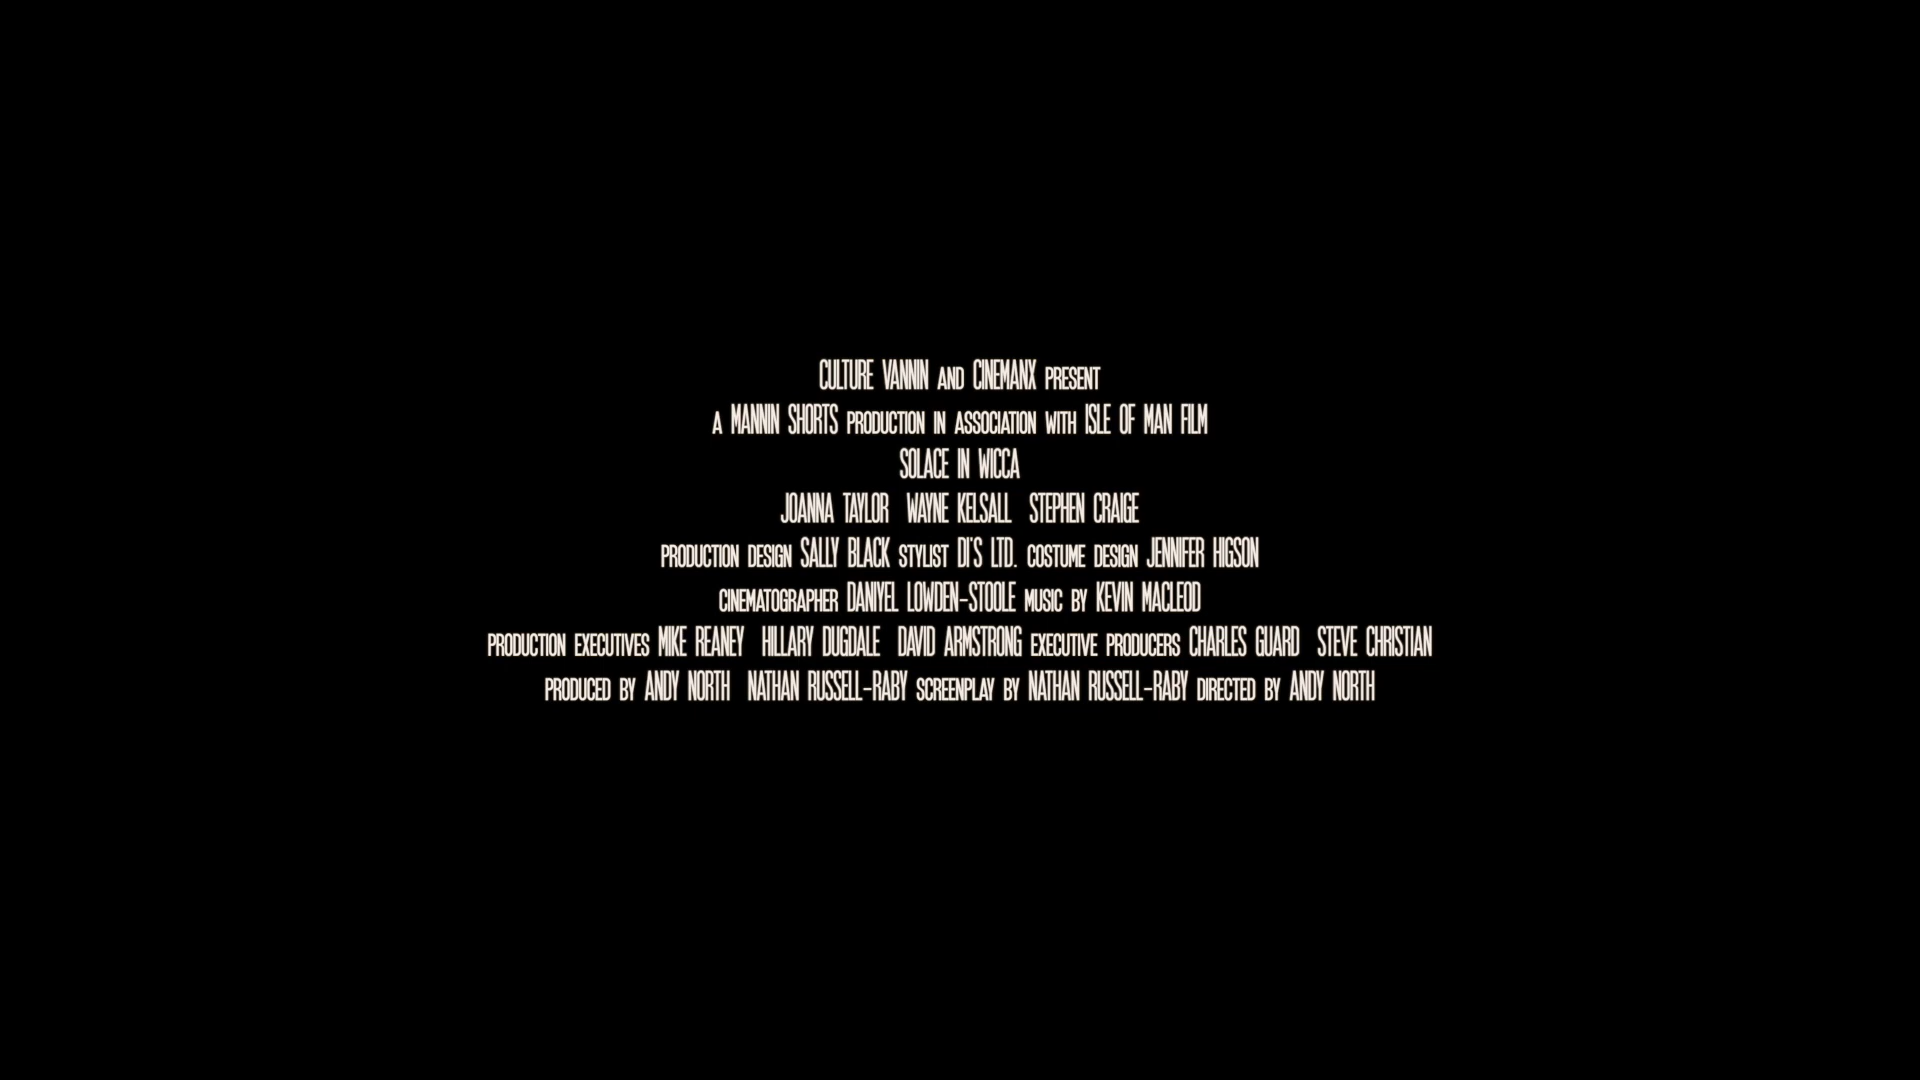 CULTURE VANNIN AND CINEMANX PRESENT
A MANNIN SHORTS PRODUCTION IN ASSOCIATION WITH ISLE OF MAN FILM
SOLACE IN WICCA
JOANNA TAYLOR WAYNE KELSALL STEPHEN CRAIGE
PRODUCTION DESIGN SALLY BLACK STYLIST DI'S LTD. COSTUME DESIGN JENNIFER HIGSON
CINEMATOGRAPHER DANIYEL LOWDEN-STOOLE MUSIC BY KEVIN MACLEOD
PRODUCTION EXECUTIVES MIKE REANEY HILLARY DUGDALE DAVID ARMSTRONG EXECUTIVE PRODUCERS CHARLES GUARD STEVE CHRISTIAN
PRODUCED BY ANDY NORTH NATHAN RUSSELL-RABY SCREENPLAY BY NATHAN RUSSELL-RABY DIRECTED BY ANDY NORTH